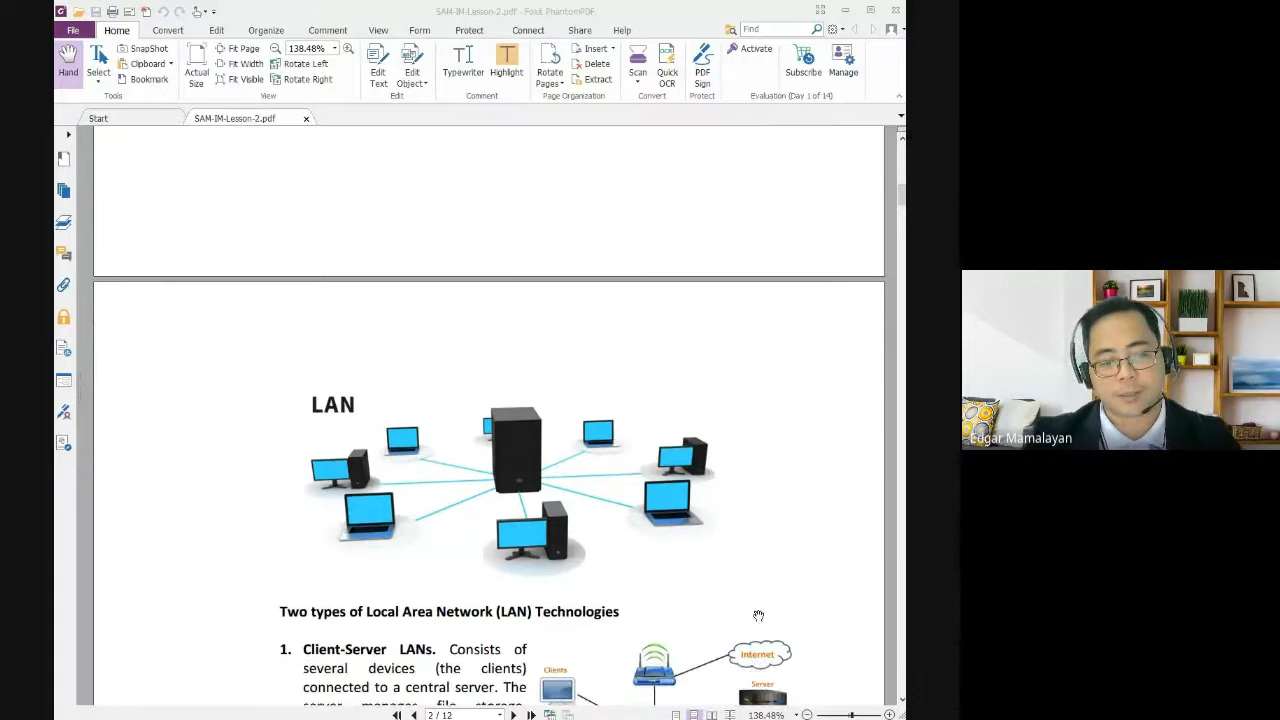 SAM-IM-Lesson-2.pdf - Foxit PhantomPDF
File Home Convert Edit Organize Comment View Form Protect Connect Share Help Find
Hand
Select
SnapShot
Clipboard
Bookmark
Tools
Actual
Size
Fit Page
Fit Width
Fit Visible
138.48%
Rotate Left
Rotate Right
View
Edit
Text
Edit
Object
Edit
Typewriter
Highlight
Comment
Rotate
Pages
Insert
Delete
Extract
Page Organization
Scan
Quick
OCR
Convert
PDF
Sign
Protect
Activate
Subscribe
Manage
Evaluation (Day 1 of 14)
Start SAM-IM-Lesson-2.pdf
LAN
Two types of Local Area Network (LAN) Technologies
1. Client-Server LANs. Consists of
several devices (the clients)
connected to a central server. The
server manages file storage,
Clients
Internet
Server
2 / 12
138.48%
Edgar Mamalayan